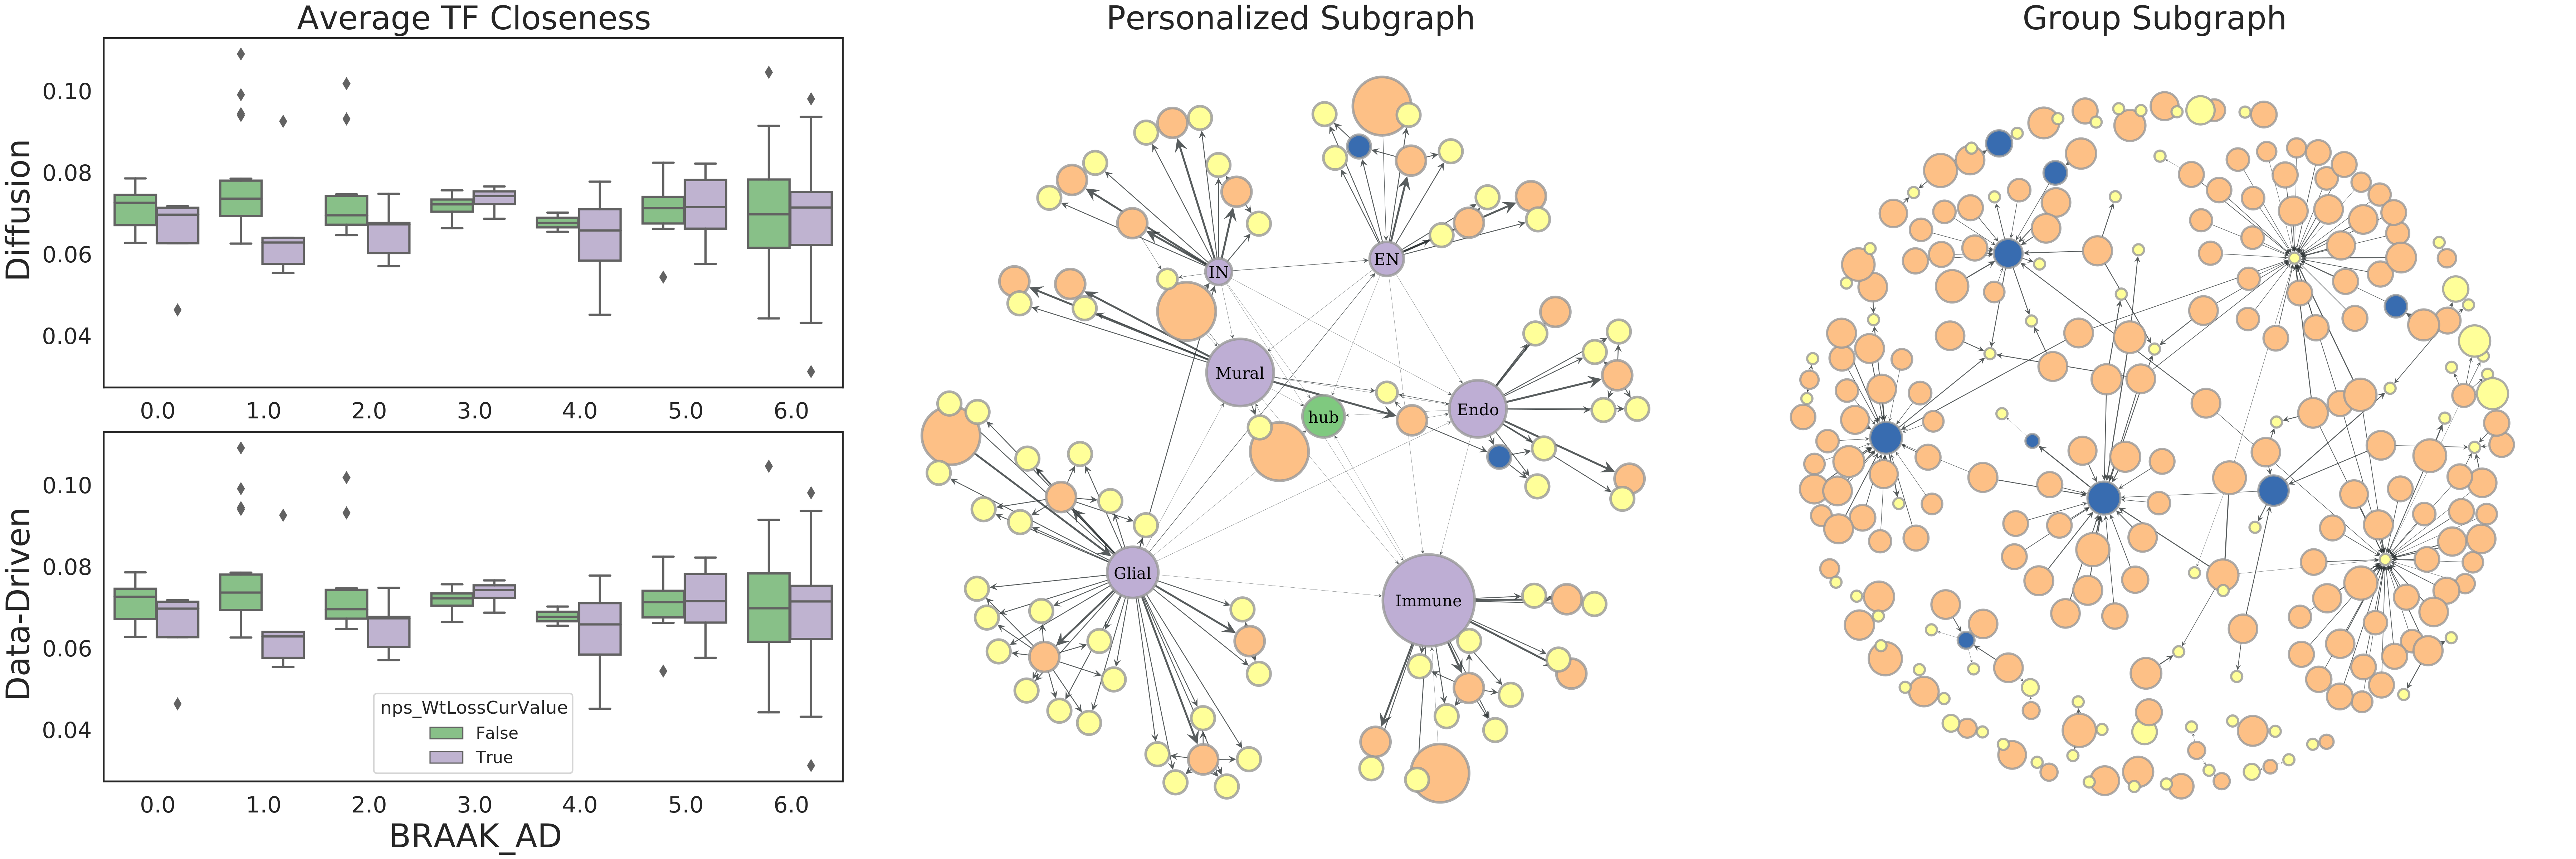 Average TF Closeness
Personalized Subgraph
Group Subgraph
Diffusion
0.10
0.08
0.06
0.04
0.0 1.0 2.0 3.0 4.0 5.0 6.0
Data-Driven
0.10
0.08
0.06
0.04
nps_WtLossCurValue
False
True
0.0 1.0 2.0 3.0 4.0 5.0 6.0
BRAAK_AD
IN
EN
Mural
hub
Endo
Glial
Immune